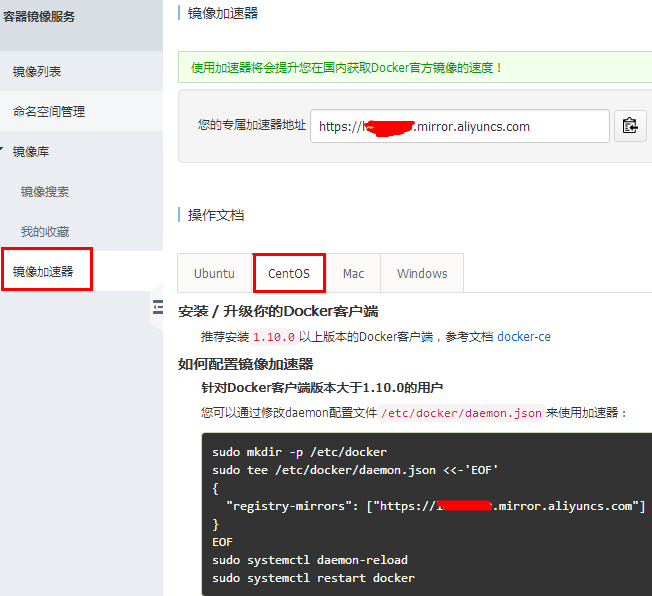 容器镜像服务
镜像列表
命名空间管理
镜像库
镜像搜索
我的收藏
镜像加速器
镜像加速器
使用加速器将会提升您在国内获取Docker官方镜像的速度！
您的专属加速器地址 https:// .mirror.aliyuncs.com
操作文档
Ubuntu CentOS Mac Windows
安装 / 升级你的Docker客户端
推荐安装 1.10.0 以上版本的Docker客户端，参考文档 docker-ce
如何配置镜像加速器
针对Docker客户端版本大于1.10.0的用户
您可以通过修改daemon配置文件 /etc/docker/daemon.json 来使用加速器：
sudo mkdir -p /etc/docker
sudo tee /etc/docker/daemon.json <<-'EOF'
{
"registry-mirrors": ["https:// .mirror.aliyuncs.com"]
}
EOF
sudo systemctl daemon-reload
sudo systemctl restart docker